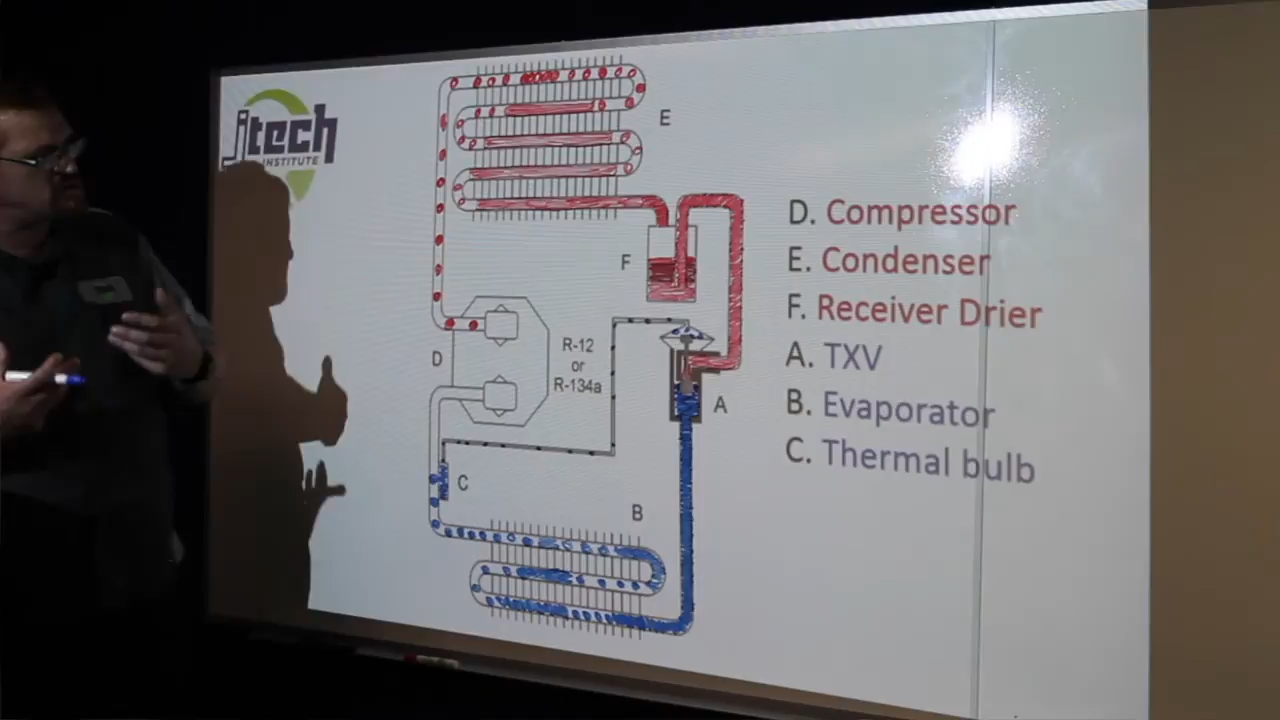 jtech
INSTITUTE
E
F
D
R-12
or
R-134a
A
C
B
D. Compressor
E. Condenser
F. Receiver Drier
A. TXV
B. Evaporator
C. Thermal bulb